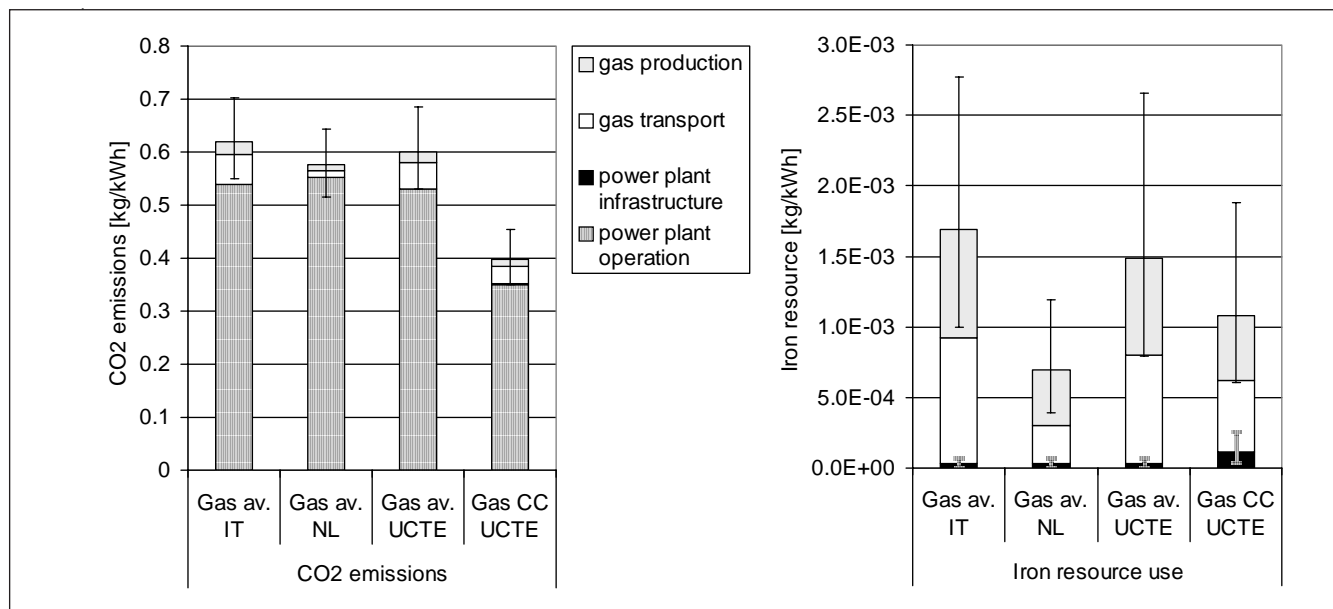 0.8
0.7
0.6
0.5
0.4
0.3
0.2
0.1
0
CO2 emissions [kg/kWh]
Gas av.
IT
Gas av.
NL
Gas av.
UCTE
Gas CC
UCTE
CO2 emissions
gas production
gas transport
power plant
infrastructure
power plant
operation
3.0E-03
2.5E-03
2.0E-03
1.5E-03
1.0E-03
5.0E-04
0.0E+00
Iron resource [kg/kWh]
Gas av.
IT
Gas av.
NL
Gas av.
UCTE
Gas CC
UCTE
Iron resource use